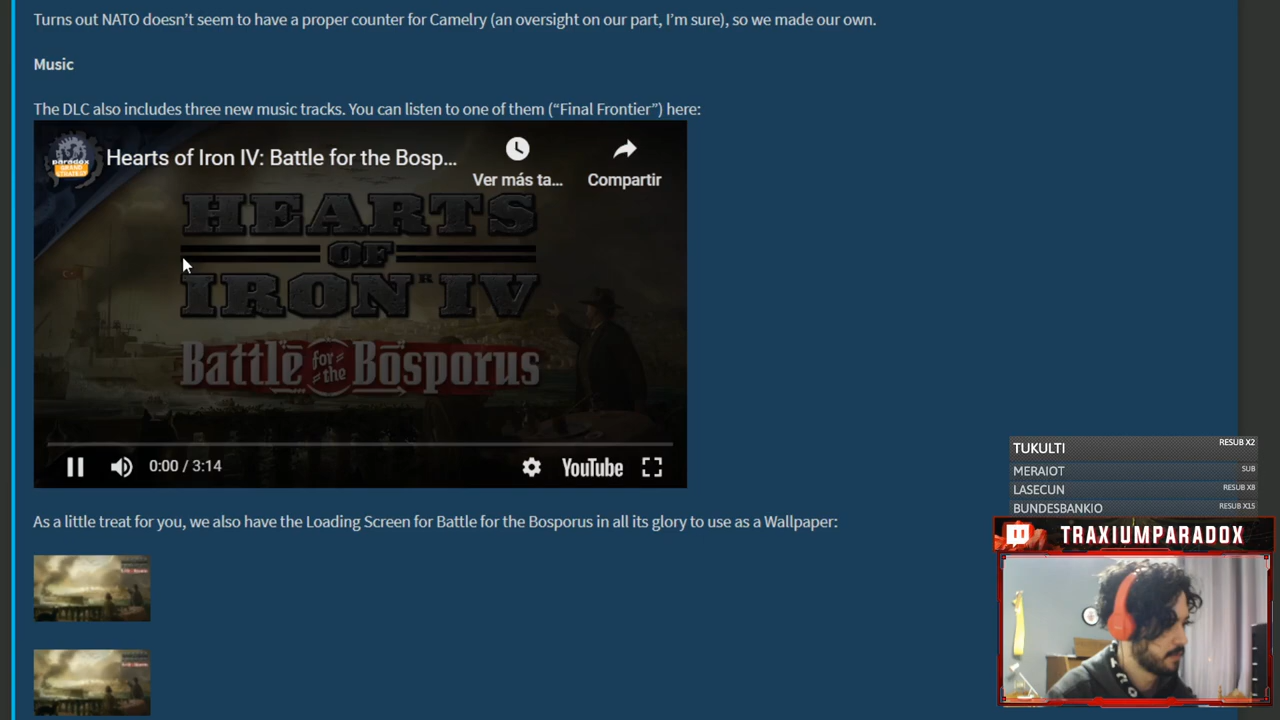 Turns out NATO doesn’t seem to have a proper counter for Camelry (an oversight on our part, I’m sure), so we made our own.
Music
The DLC also includes three new music tracks. You can listen to one of them (“Final Frontier”) here:
paradox
GRAND
STRATEGY
Hearts of Iron IV: Battle for the Bosp...
Ver más ta...
Compartir
HEARTS
OF
IRON IV
Battle for the Bosporus
0:00 / 3:14
YouTube
As a little treat for you, we also have the Loading Screen for Battle for the Bosporus in all its glory to use as a Wallpaper:
TUKULTI RESUB X2
MERAIOT SUB
LASECUN RESUB X8
BUNDESBANKIO RESUB X15
TRAXIUMPARADOX